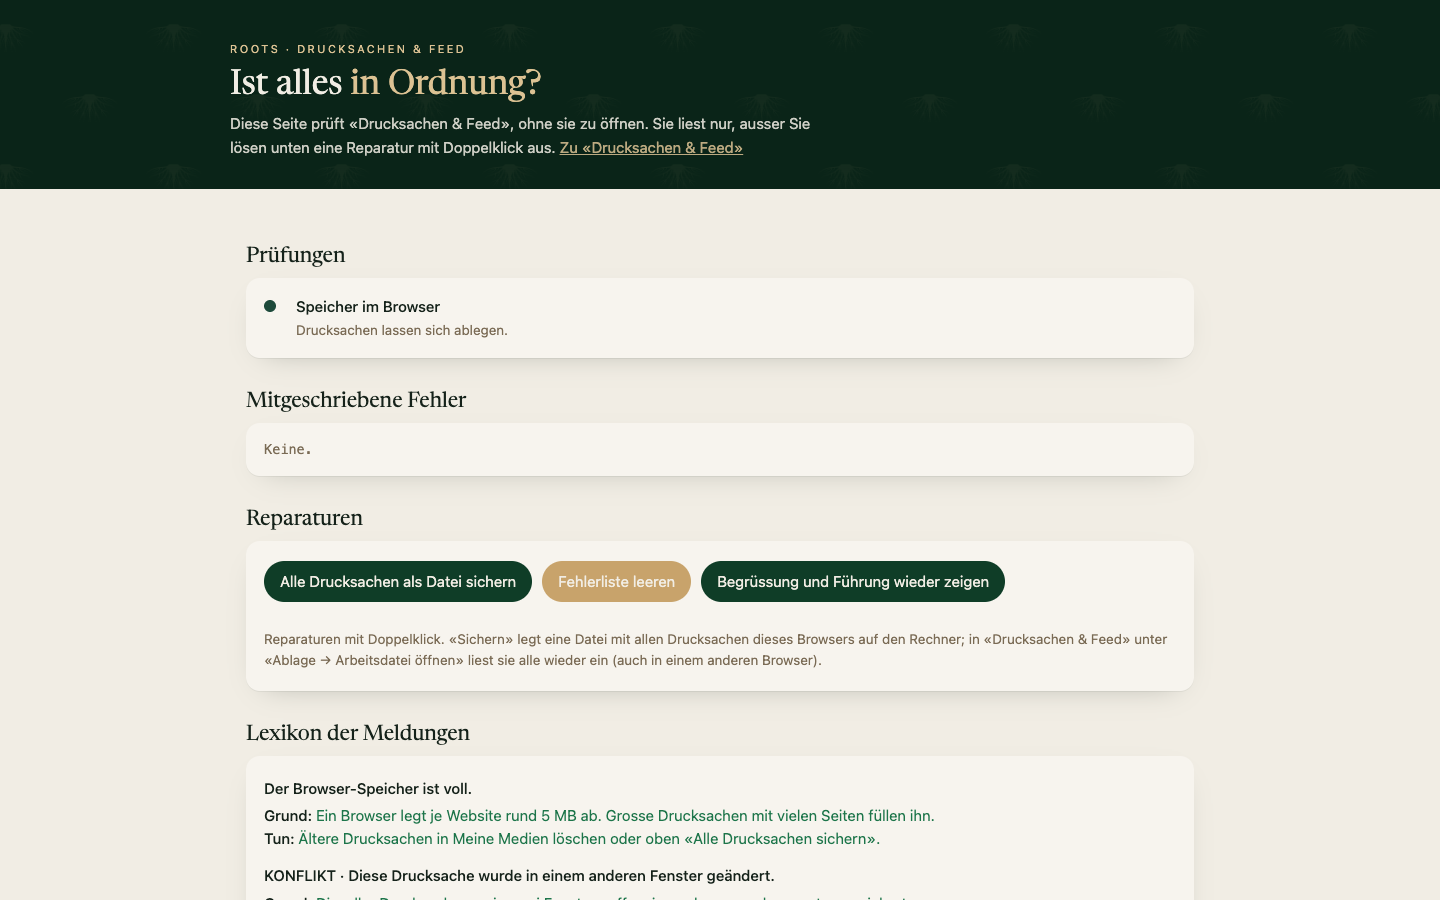 ROOTS · DRUCKSACHEN & FEED
Ist alles in Ordnung?
Diese Seite prüft «Drucksachen & Feed», ohne sie zu öffnen. Sie liest nur, ausser Sie
lösen unten eine Reparatur mit Doppelklick aus. Zu «Drucksachen & Feed»
Prüfungen
Speicher im Browser
Drucksachen lassen sich ablegen.
Mitgeschriebene Fehler
Keine.
Reparaturen
Alle Drucksachen als Datei sichern
Fehlerliste leeren
Begrüssung und Führung wieder zeigen
Reparaturen mit Doppelklick. «Sichern» legt eine Datei mit allen Drucksachen dieses Browsers auf den Rechner; in «Drucksachen & Feed» unter
«Ablage → Arbeitsdatei öffnen» liest sie alle wieder ein (auch in einem anderen Browser).
Lexikon der Meldungen
Der Browser-Speicher ist voll.
Grund: Ein Browser legt je Website rund 5 MB ab. Grosse Drucksachen mit vielen Seiten füllen ihn.
Tun: Ältere Drucksachen in Meine Medien löschen oder oben «Alle Drucksachen sichern».
KONFLIKT · Diese Drucksache wurde in einem anderen Fenster geändert.